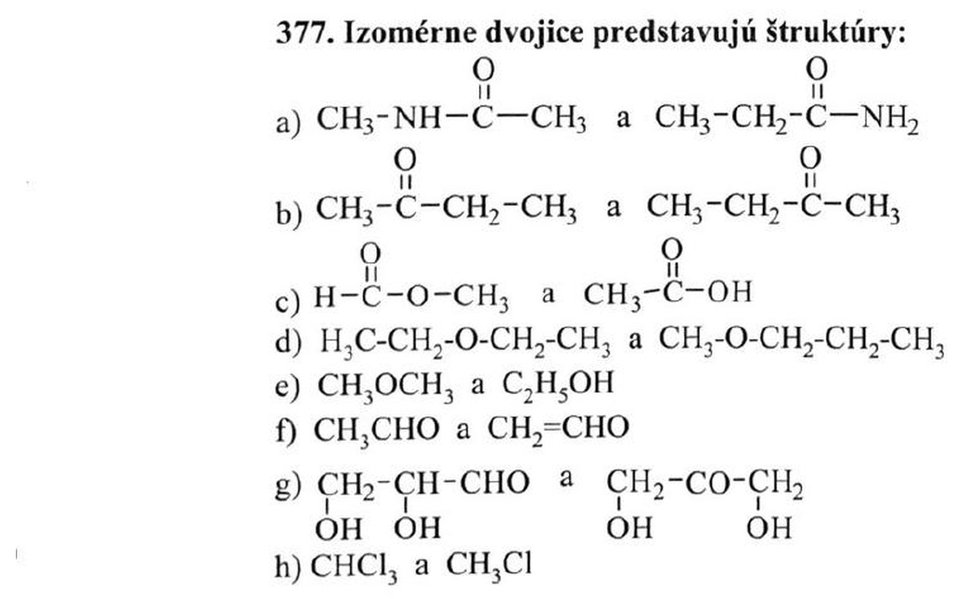 377. Izomérne dvojice predstavujú štruktúry:
O O
|| ||
a) CH₃-NH-C-CH₃ a CH₃-CH₂-C-NH₂
O O
|| ||
b) CH₃-C-CH₂-CH₃ a CH₃-CH₂-C-CH₃
O O
|| ||
c) H-C-O-CH₃ a CH₃-C-OH
d) H₃C-CH₂-O-CH₂-CH₃ a CH₃-O-CH₂-CH₂-CH₃
e) CH₃OCH₃ a C₂H₅OH
f) CH₃CHO a CH₂=CHO
g) CH₂-CH-CHO a CH₂-CO-CH₂
OH OH OH OH
h) CHCl₃ a CH₃Cl